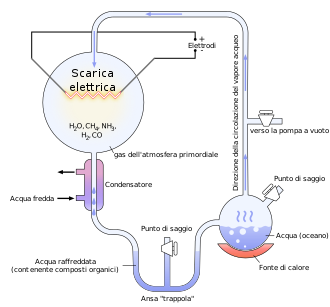 +
Elettrodi
-
Scarica
elettrica
H₂O, CH₄, NH₃,
H₂, CO
gas dell'atmosfera primordiale
Direzione della circolazione del vapore acqueo
verso la pompa a vuoto
Punto di saggio
Condensatore
Acqua fredda
Punto di saggio
Acqua (oceano)
Acqua raffreddata
(contenente composti organici)
Fonte di calore
Ansa "trappola"